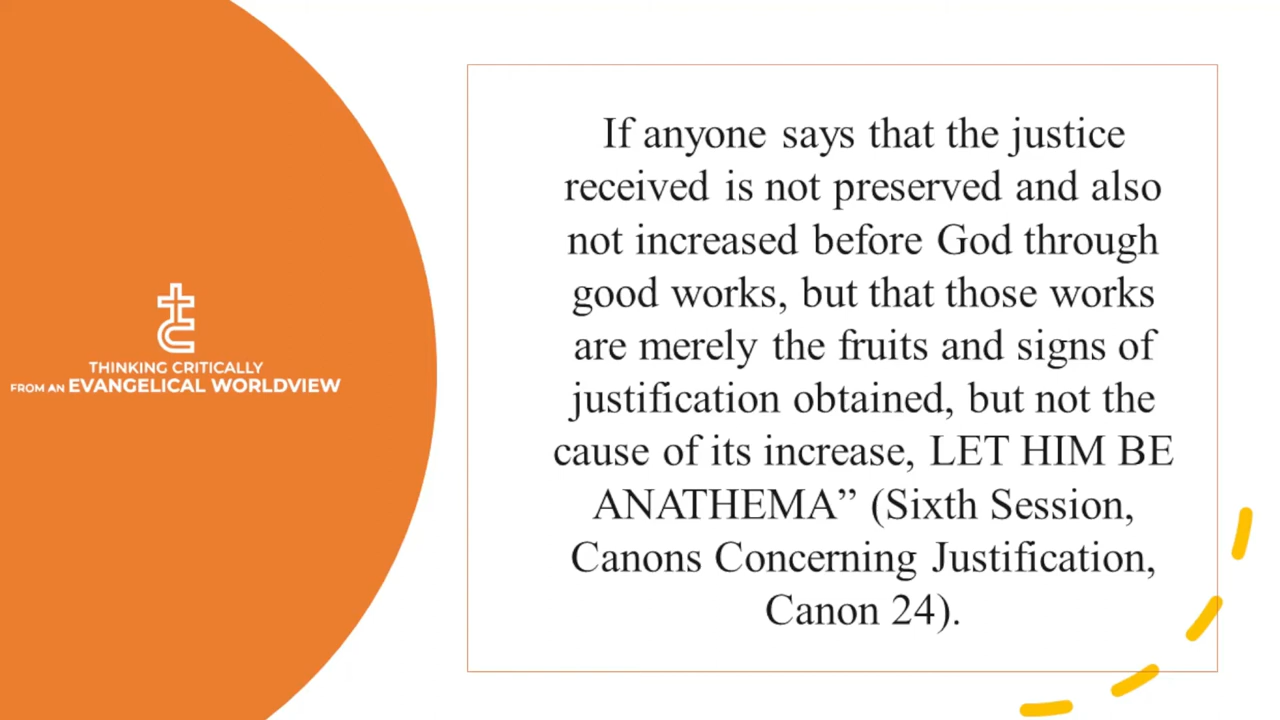 THINKING CRITICALLY
FROM AN EVANGELICAL WORLDVIEW
If anyone says that the justice
received is not preserved and also
not increased before God through
good works, but that those works
are merely the fruits and signs of
justification obtained, but not the
cause of its increase, LET HIM BE
ANATHEMA” (Sixth Session,
Canons Concerning Justification,
Canon 24).